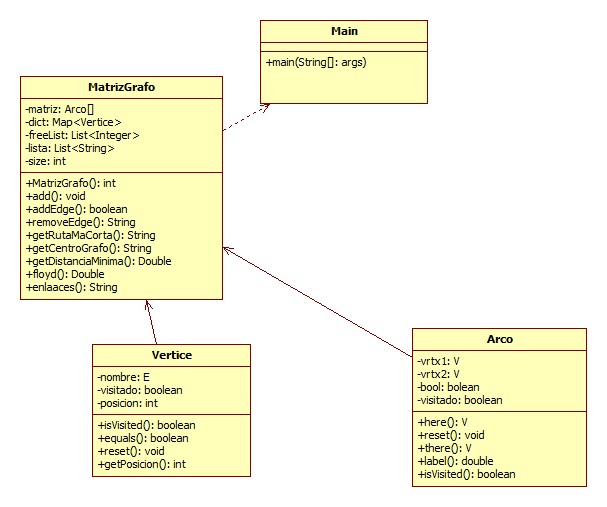 Main
+main(String[]: args)
MatrizGrafo
-matriz: Arco[]
-dict: Map<Vertice>
-freeList: List<Integer>
-lista: List<String>
-size: int
+MatrizGrafo(): int
+add(): void
+addEdge(): boolean
+removeEdge(): String
+getRutaMaCorta(): String
+getCentroGrafo(): String
+getDistanciaMinima(): Double
+floyd(): Double
+enlaaces(): String
Vertice
-nombre: E
-visitado: boolean
-posicion: int
+isVisited(): boolean
+equals(): boolean
+reset(): void
+getPosicion(): int
Arco
-vrtx1: V
-vrtx2: V
-bool: bolean
-visitado: boolean
+here(): V
+reset(): void
+there(): V
+label(): double
+isVisited(): boolean